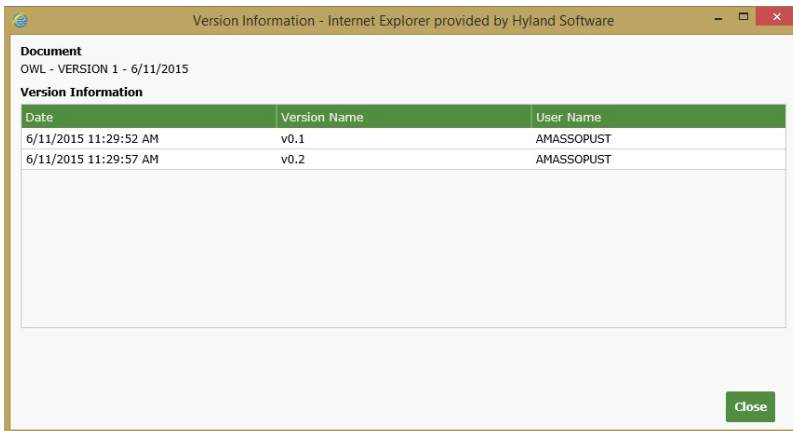 Version Information - Internet Explorer provided by Hyland Software
Document
OWL - VERSION 1 - 6/11/2015
Version Information
Date Version Name User Name
6/11/2015 11:29:52 AM v0.1 AMASSOPUST
6/11/2015 11:29:57 AM v0.2 AMASSOPUST
Close